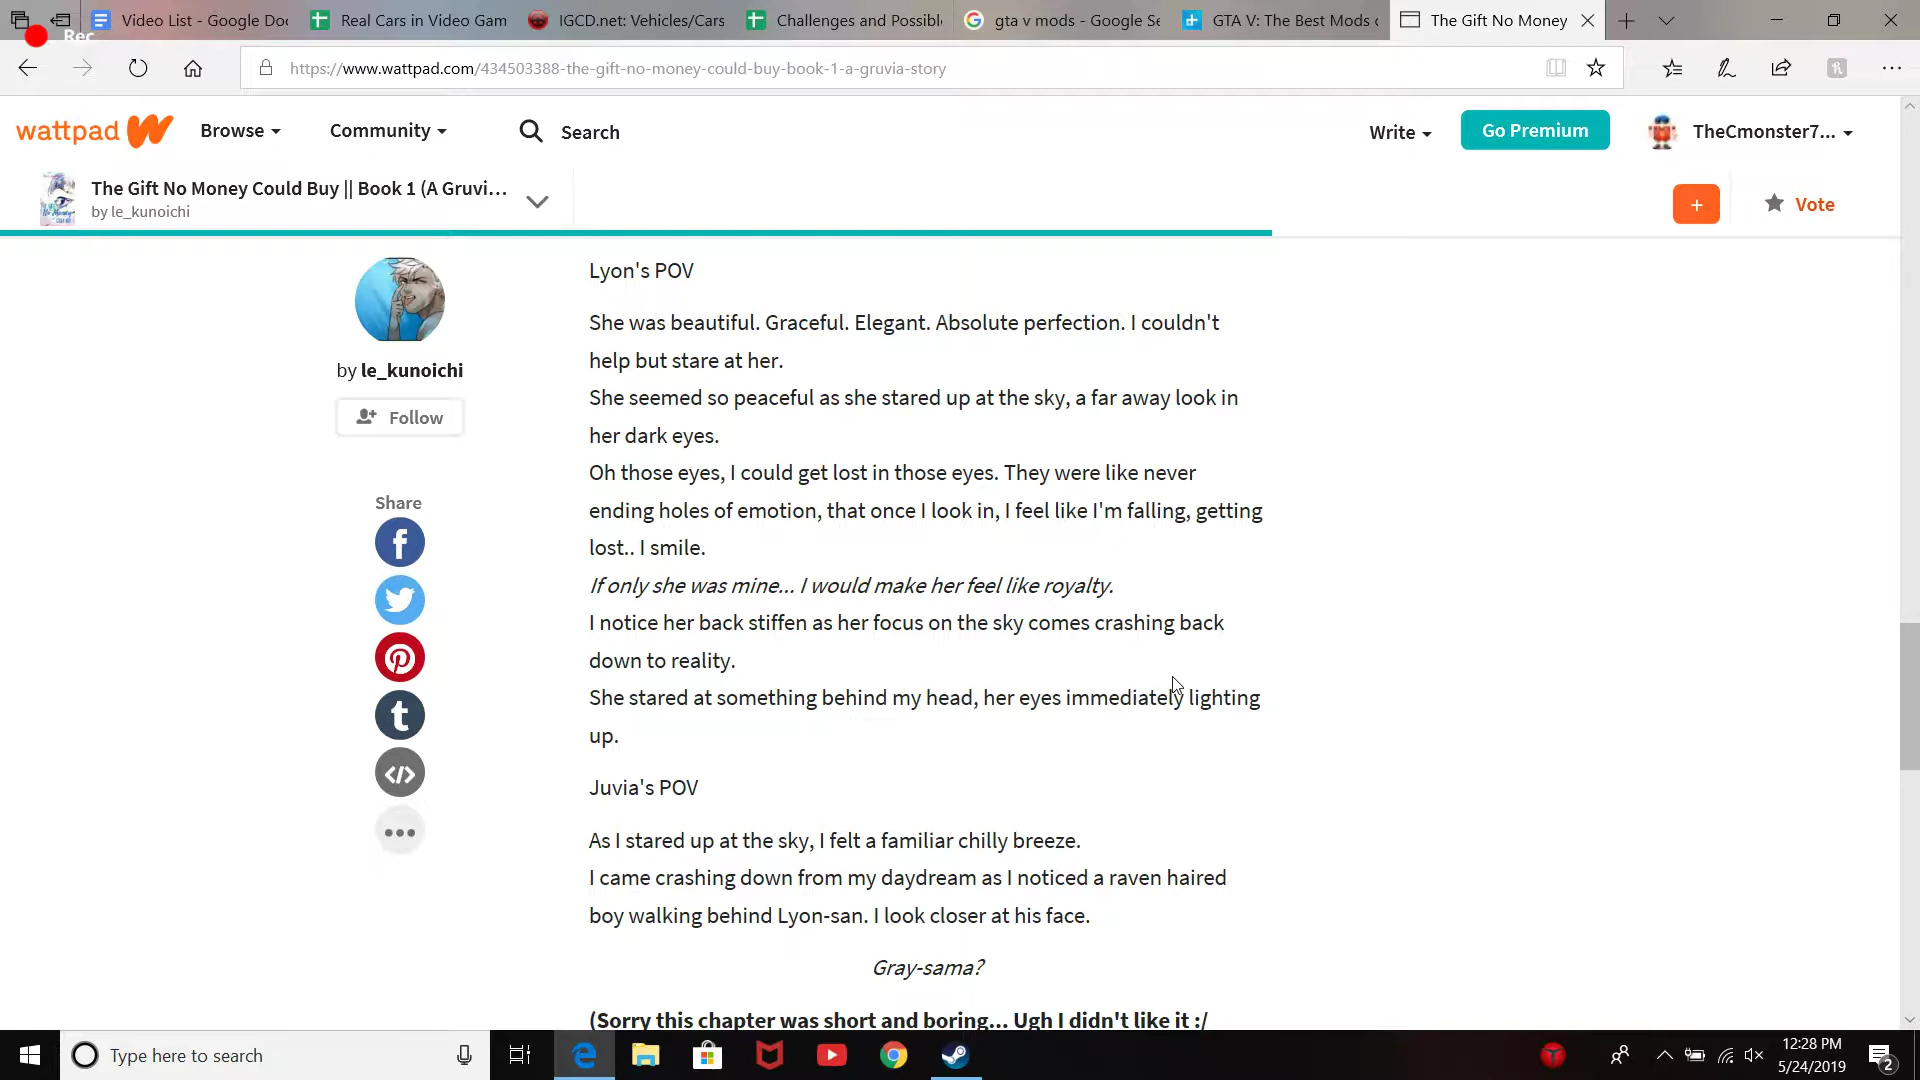 Video List - Google Doc
Real Cars in Video Gam
IGCD.net: Vehicles/Cars
Challenges and Possibl
gta v mods - Google Se
GTA V: The Best Mods
The Gift No Money
Rec
https://www.wattpad.com/434503388-the-gift-no-money-could-buy-book-1-a-gruvia-story
wattpad
Browse
Community
Search
Write
Go Premium
TheCmonster7...
The Gift No Money Could Buy || Book 1 (A Gruvi...
by le_kunoichi
+
Vote
by le_kunoichi
Follow
Share
Lyon's POV
She was beautiful. Graceful. Elegant. Absolute perfection. I couldn't
help but stare at her.
She seemed so peaceful as she stared up at the sky, a far away look in
her dark eyes.
Oh those eyes, I could get lost in those eyes. They were like never
ending holes of emotion, that once I look in, I feel like I'm falling, getting
lost.. I smile.
If only she was mine... I would make her feel like royalty.
I notice her back stiffen as her focus on the sky comes crashing back
down to reality.
She stared at something behind my head, her eyes immediately lighting
up.
Juvia's POV
As I stared up at the sky, I felt a familiar chilly breeze.
I came crashing down from my daydream as I noticed a raven haired
boy walking behind Lyon-san. I look closer at his face.
Gray-sama?
(Sorry this chapter was short and boring... Ugh I didn't like it :/
Type here to search
12:28 PM
5/24/2019
2